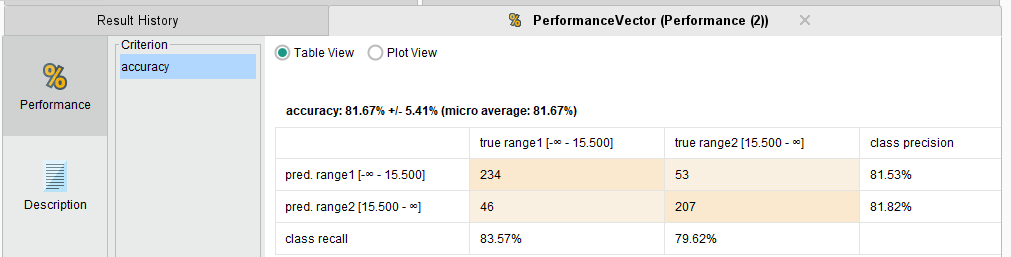 Result History
% PerformanceVector (Performance (2)) ×
Criterion
accuracy
Table View Plot View
%
Performance
Description
accuracy: 81.67% +/- 5.41% (micro average: 81.67%)
true range1 [-∞ - 15.500] true range2 [15.500 - ∞] class precision
pred. range1 [-∞ - 15.500] 234 53 81.53%
pred. range2 [15.500 - ∞] 46 207 81.82%
class recall 83.57% 79.62%